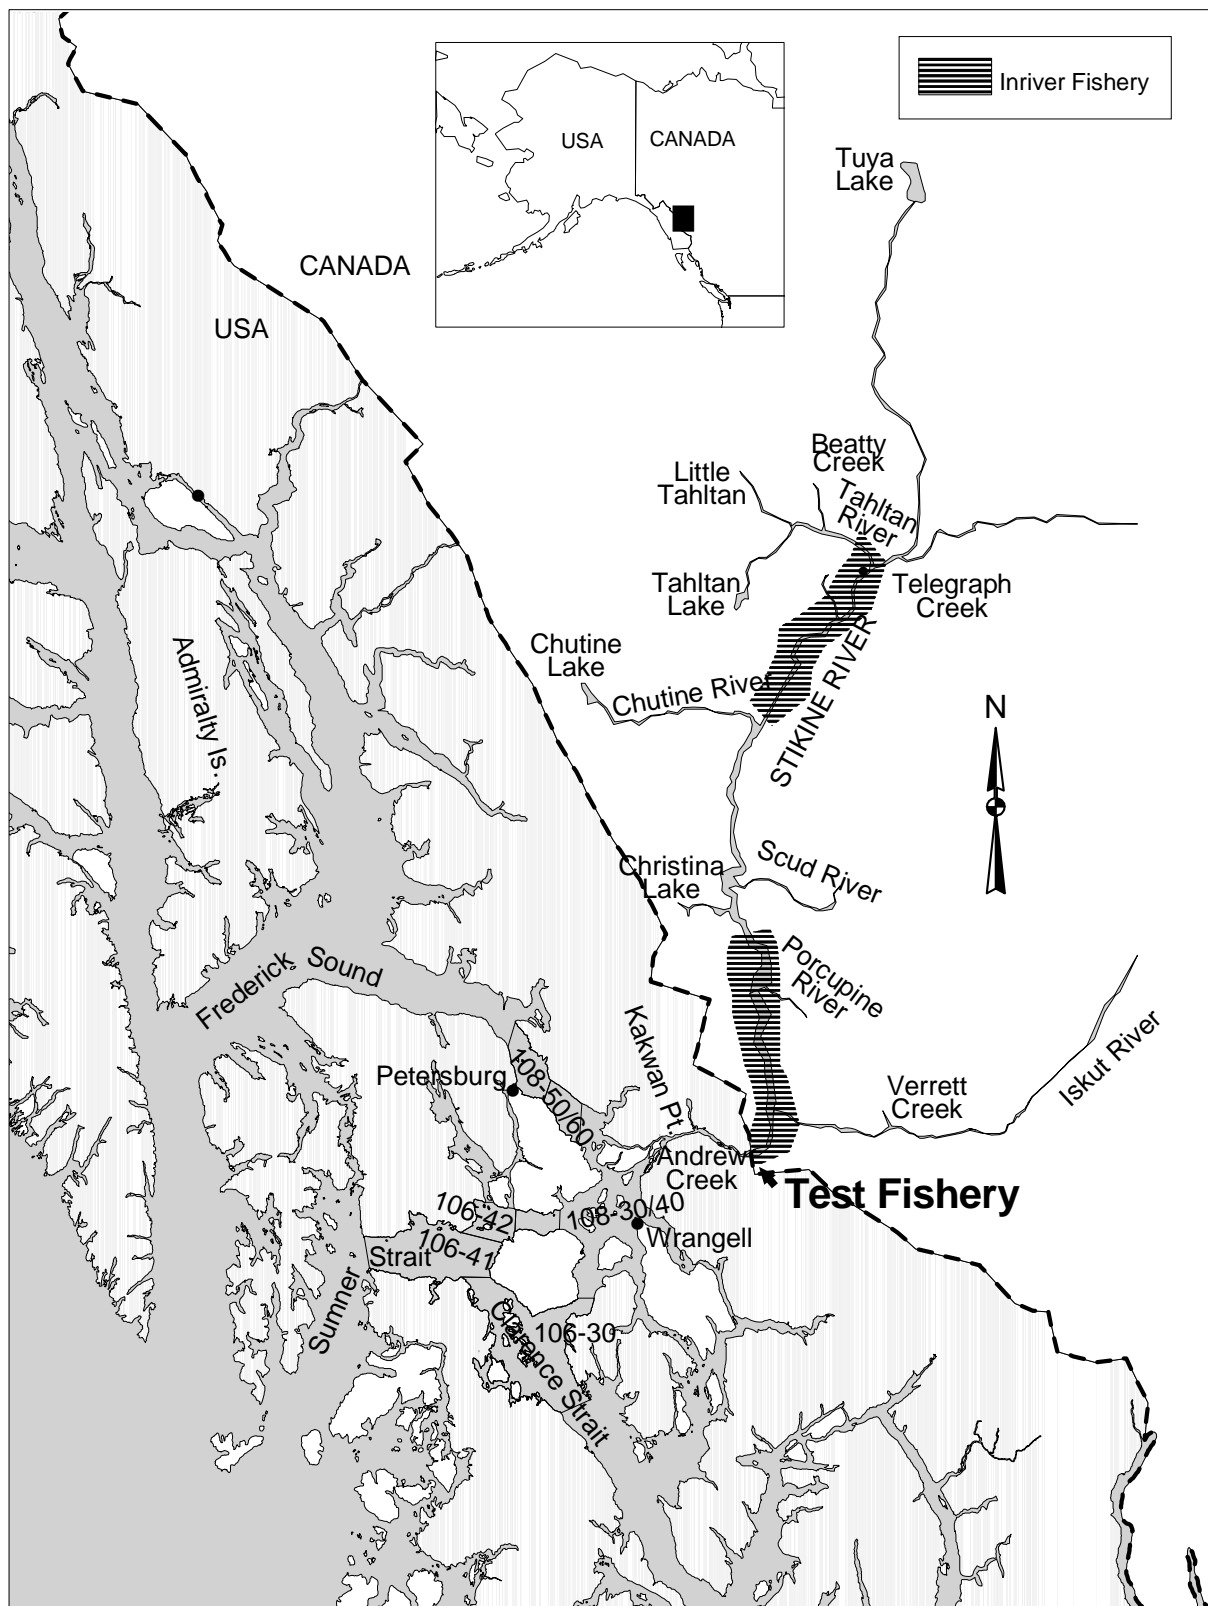 Inriver Fishery
USA
CANADA
Tuya
Lake
CANADA
USA
Beatty
Creek
Little
Tahltan
Tahltan
River
Tahltan
Lake
Telegraph
Creek
Chutine
Lake
Chutine River
STIKINE RIVER
Admiralty Is.
N
Christina
Lake
Scud River
Porcupine
River
Frederick Sound
Kakwan Pt.
Iskut River
Petersburg
108-50/60
Verrett
Creek
Andrew
Creek
Test Fishery
106-42
108-30/40
Wrangell
106-41
Sumner Strait
106-30
Clarence Strait